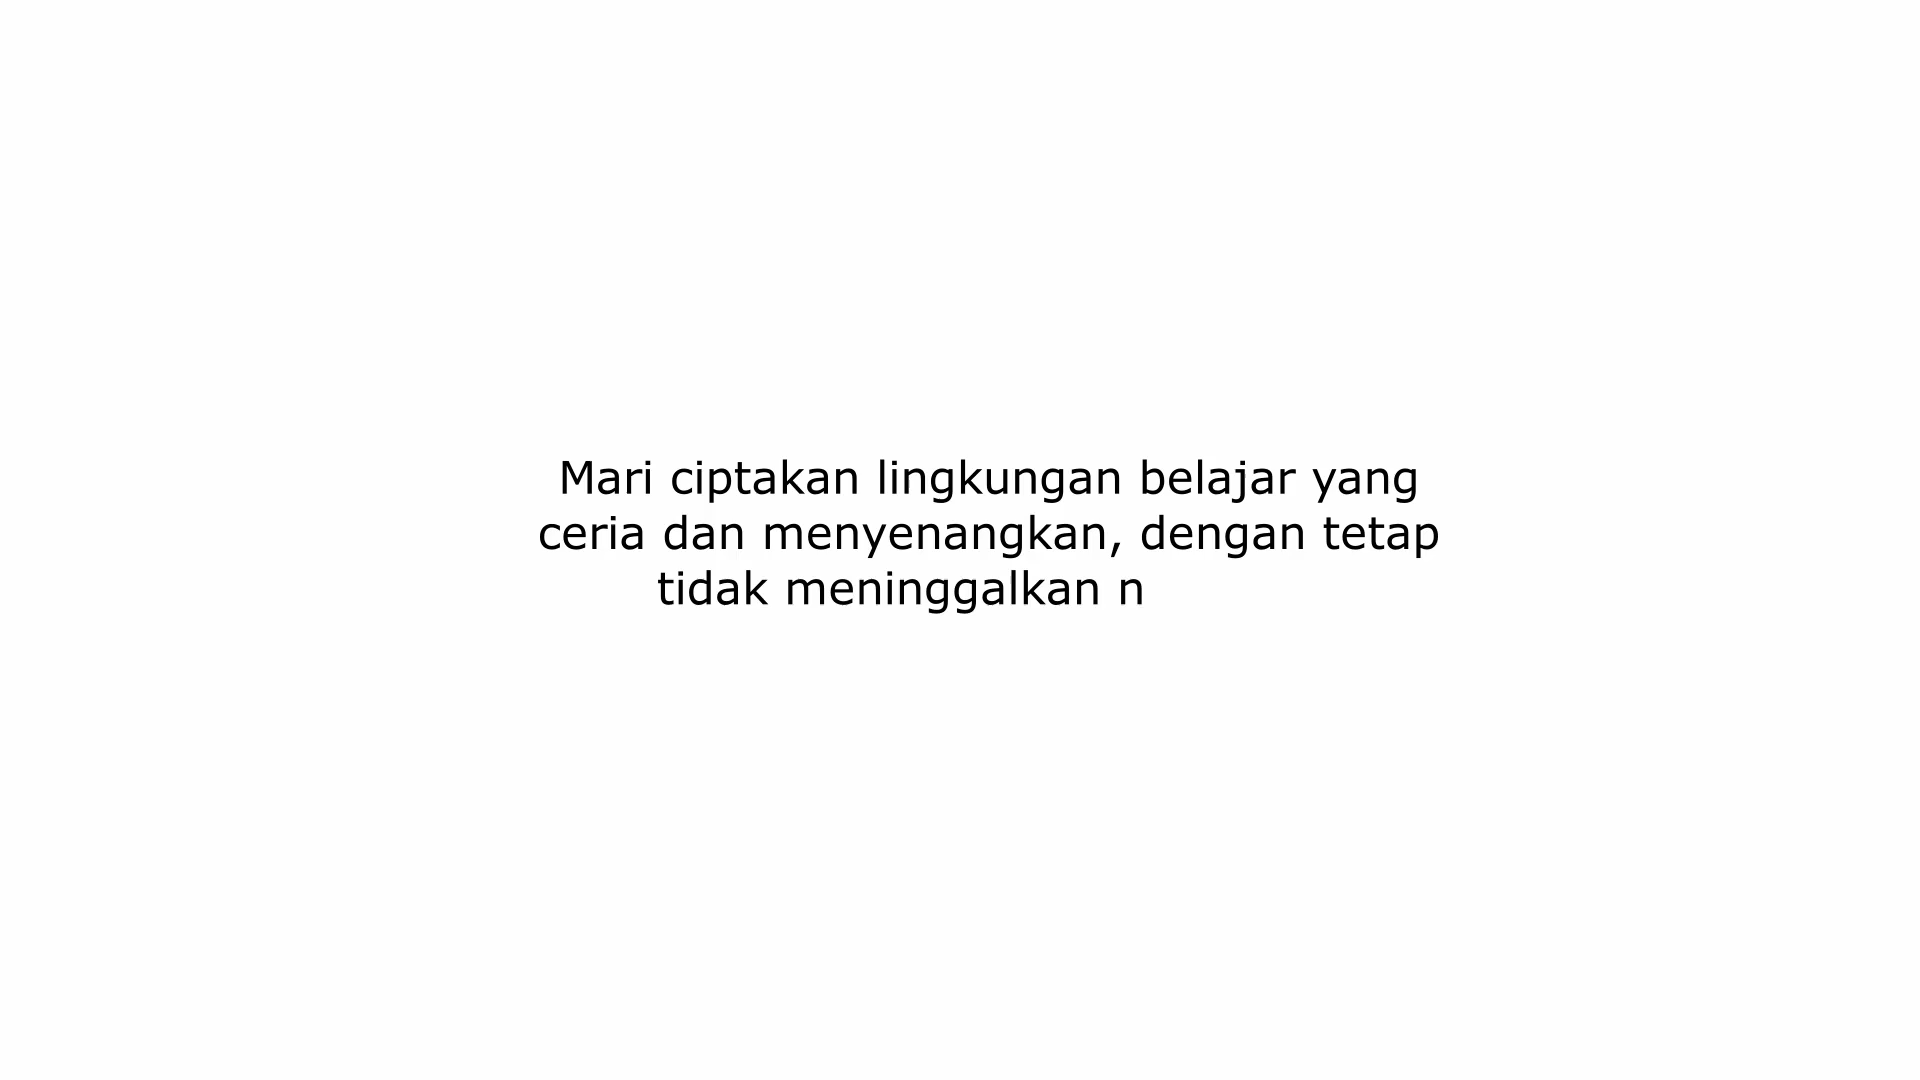 Mari ciptakan lingkungan belajar yang
ceria dan menyenangkan, dengan tetap
tidak meninggalkan n